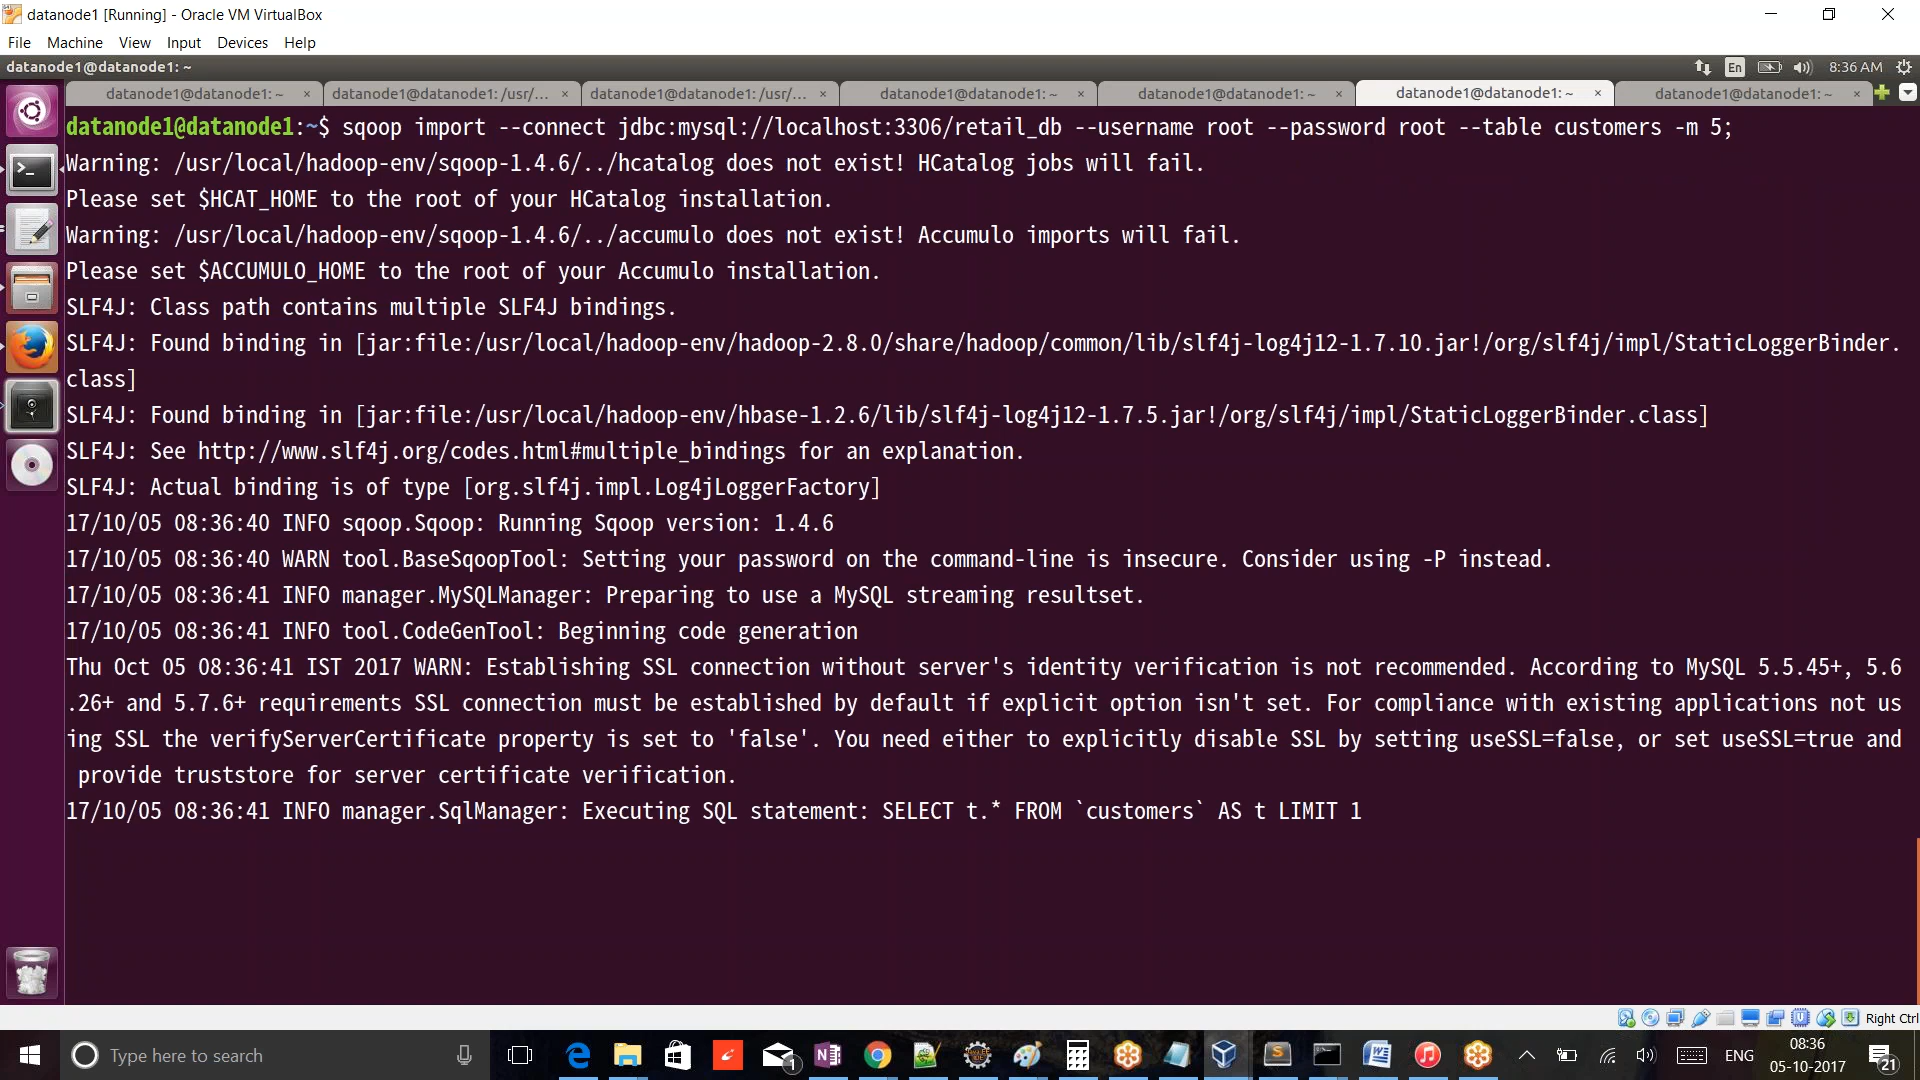 datanode1 [Running] - Oracle VM VirtualBox
File Machine View Input Devices Help
datanode1@datanode1: ~ En 8:36 AM
datanode1@datanode1: ~ × datanode1@datanode1: /usr/... × datanode1@datanode1: /usr/... × datanode1@datanode1: ~ × datanode1@datanode1: ~ × datanode1@datanode1: ~ × datanode1@datanode1: ~ ×
datanode1@datanode1:~$ sqoop import --connect jdbc:mysql://localhost:3306/retail_db --username root --password root --table customers -m 5;
Warning: /usr/local/hadoop-env/sqoop-1.4.6/../hcatalog does not exist! HCatalog jobs will fail.
Please set $HCAT_HOME to the root of your HCatalog installation.
Warning: /usr/local/hadoop-env/sqoop-1.4.6/../accumulo does not exist! Accumulo imports will fail.
Please set $ACCUMULO_HOME to the root of your Accumulo installation.
SLF4J: Class path contains multiple SLF4J bindings.
SLF4J: Found binding in [jar:file:/usr/local/hadoop-env/hadoop-2.8.0/share/hadoop/common/lib/slf4j-log4j12-1.7.10.jar!/org/slf4j/impl/StaticLoggerBinder.
class]
SLF4J: Found binding in [jar:file:/usr/local/hadoop-env/hbase-1.2.6/lib/slf4j-log4j12-1.7.5.jar!/org/slf4j/impl/StaticLoggerBinder.class]
SLF4J: See http://www.slf4j.org/codes.html#multiple_bindings for an explanation.
SLF4J: Actual binding is of type [org.slf4j.impl.Log4jLoggerFactory]
17/10/05 08:36:40 INFO sqoop.Sqoop: Running Sqoop version: 1.4.6
17/10/05 08:36:40 WARN tool.BaseSqoopTool: Setting your password on the command-line is insecure. Consider using -P instead.
17/10/05 08:36:41 INFO manager.MySQLManager: Preparing to use a MySQL streaming resultset.
17/10/05 08:36:41 INFO tool.CodeGenTool: Beginning code generation
Thu Oct 05 08:36:41 IST 2017 WARN: Establishing SSL connection without server's identity verification is not recommended. According to MySQL 5.5.45+, 5.6
.26+ and 5.7.6+ requirements SSL connection must be established by default if explicit option isn't set. For compliance with existing applications not us
ing SSL the verifyServerCertificate property is set to 'false'. You need either to explicitly disable SSL by setting useSSL=false, or set useSSL=true and
 provide truststore for server certificate verification.
17/10/05 08:36:41 INFO manager.SqlManager: Executing SQL statement: SELECT t.* FROM `customers` AS t LIMIT 1
Right Ctrl
Type here to search 1 ENG 08:36
05-10-2017 21